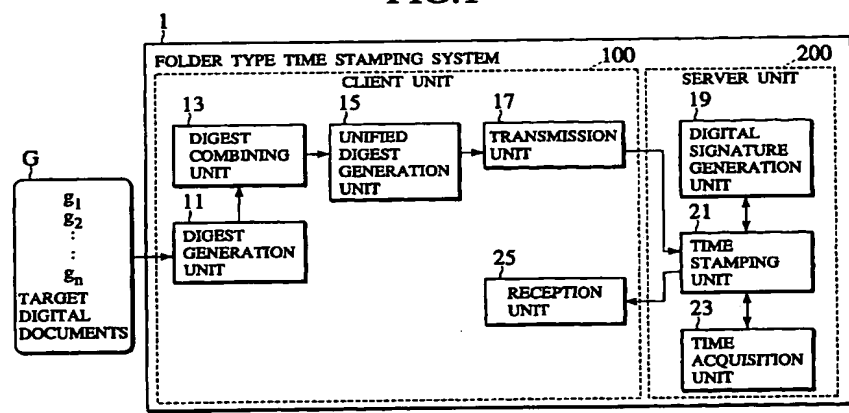 FIG.1
1
FOLDER TYPE TIME STAMPING SYSTEM
100
200
CLIENT UNIT
SERVER UNIT
13
DIGEST
COMBINING
UNIT
15
UNIFIED
DIGEST
GENERATION
UNIT
17
TRANSMISSION
UNIT
19
DIGITAL
SIGNATURE
GENERATION
UNIT
G
g1
g2
:
:
gn
TARGET
DIGITAL
DOCUMENTS
11
DIGEST
GENERATION
UNIT
21
TIME
STAMPING
UNIT
25
RECEPTION
UNIT
23
TIME
ACQUISITION
UNIT